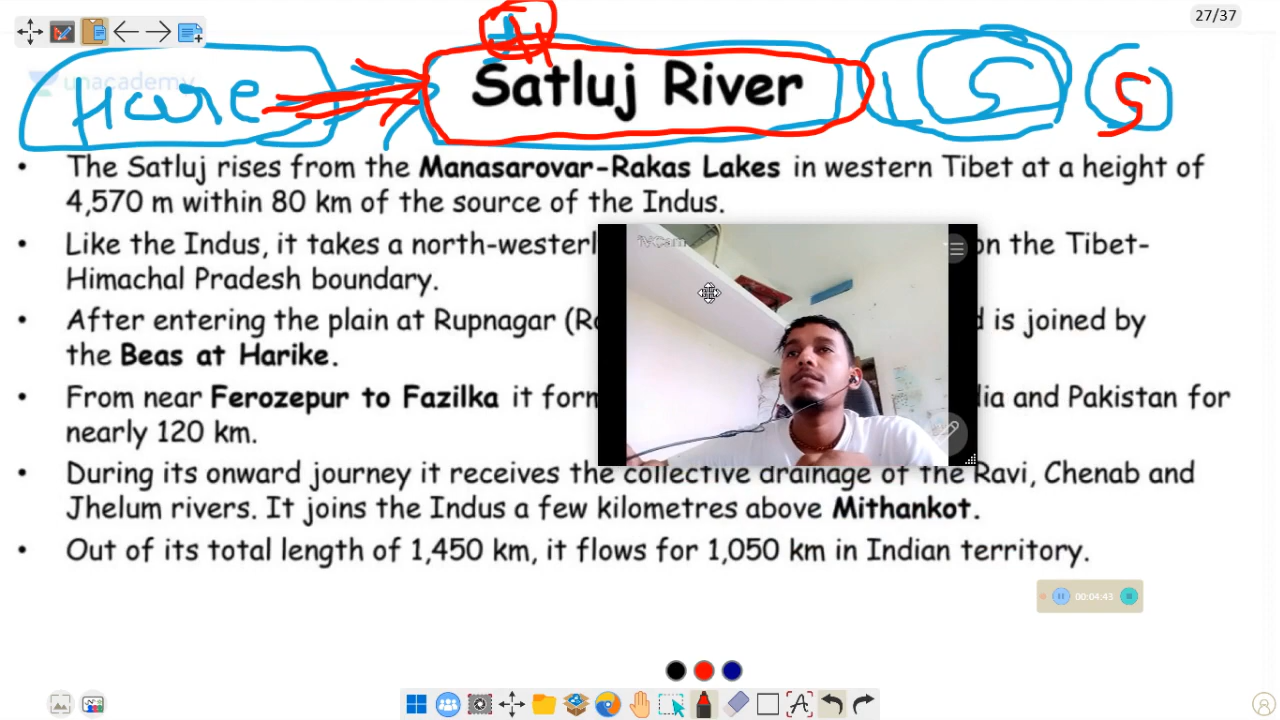 27/37
unacademy
Hare
Satluj River
S
S
• The Satluj rises from the Manasarovar-Rakas Lakes in western Tibet at a height of
4,570 m within 80 km of the source of the Indus.
• Like the Indus, it takes a north-westerl on the Tibet-
Himachal Pradesh boundary.
• After entering the plain at Rupnagar (Ro d is joined by
the Beas at Harike.
• From near Ferozepur to Fazilka it form dia and Pakistan for
nearly 120 km.
• During its onward journey it receives the collective drainage of the Ravi, Chenab and
Jhelum rivers. It joins the Indus a few kilometres above Mithankot.
• Out of its total length of 1,450 km, it flows for 1,050 km in Indian territory.
00:04:43